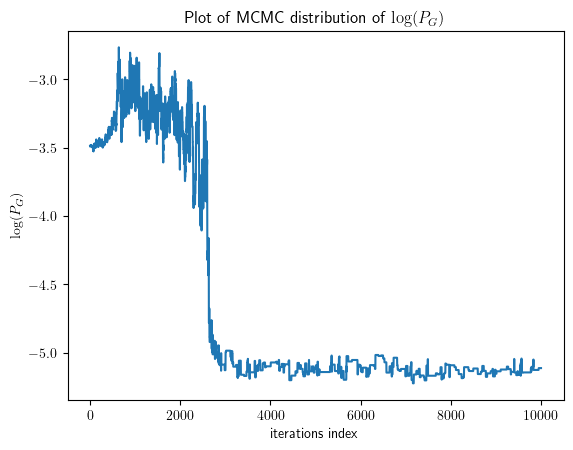 Plot of MCMC distribution of log(P_G)
log(P_G)
−3.0
−3.5
−4.0
−4.5
−5.0
0 2000 4000 6000 8000 10000
iterations index